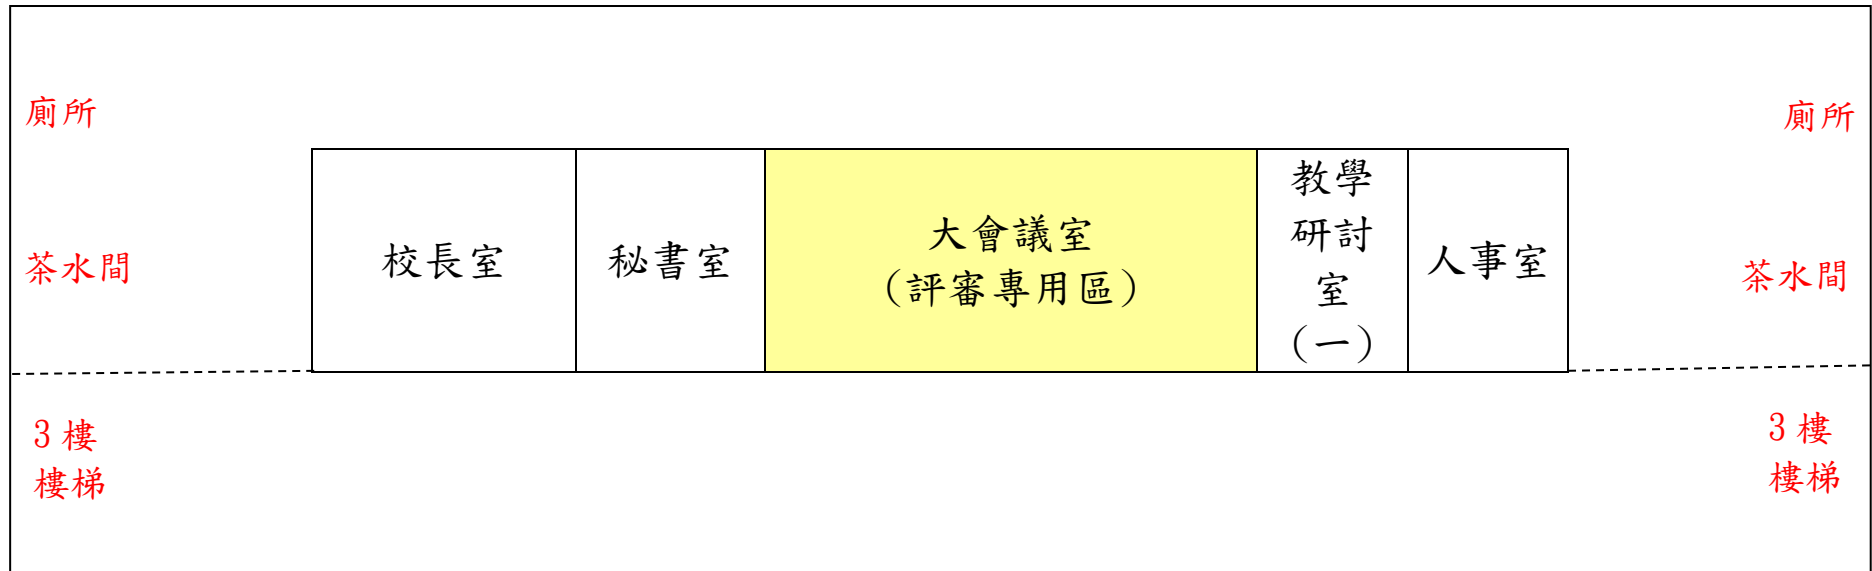 廁所
廁所
校長室
秘書室
大會議室
（評審專用區）
教學
研討
室
（一）
人事室
茶水間
茶水間
3樓
樓梯
3樓
樓梯